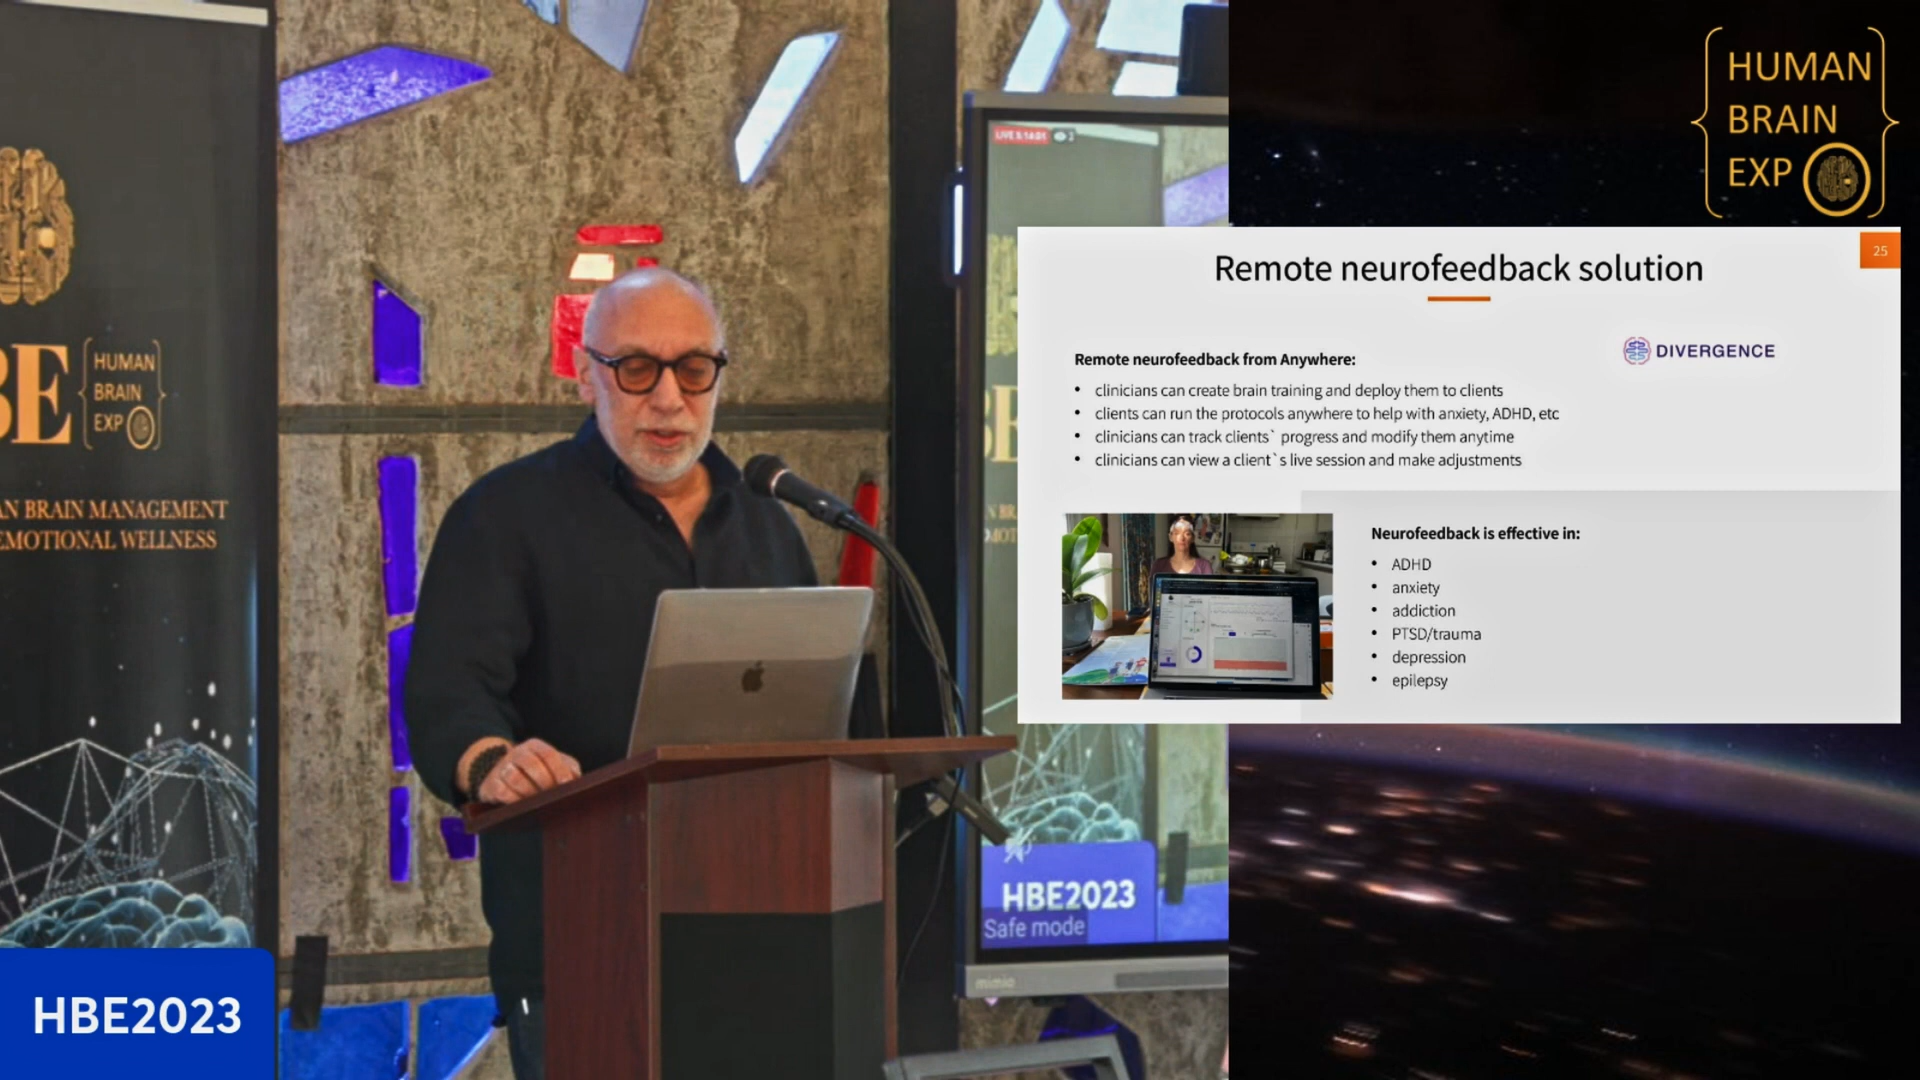 HUMAN
BRAIN
EXP
25
Remote neurofeedback solution
DIVERGENCE
Remote neurofeedback from Anywhere:
• clinicians can create brain training and deploy them to clients
• clients can run the protocols anywhere to help with anxiety, ADHD, etc
• clinicians can track clients` progress and modify them anytime
• clinicians can view a client`s live session and make adjustments
Neurofeedback is effective in:
• ADHD
• anxiety
• addiction
• PTSD/trauma
• depression
• epilepsy
BE
HUMAN
BRAIN
EXP
AN BRAIN MANAGEMENT
EMOTIONAL WELLNESS
HBE2023
LIVE
HBE2023
Safe mode
mimio